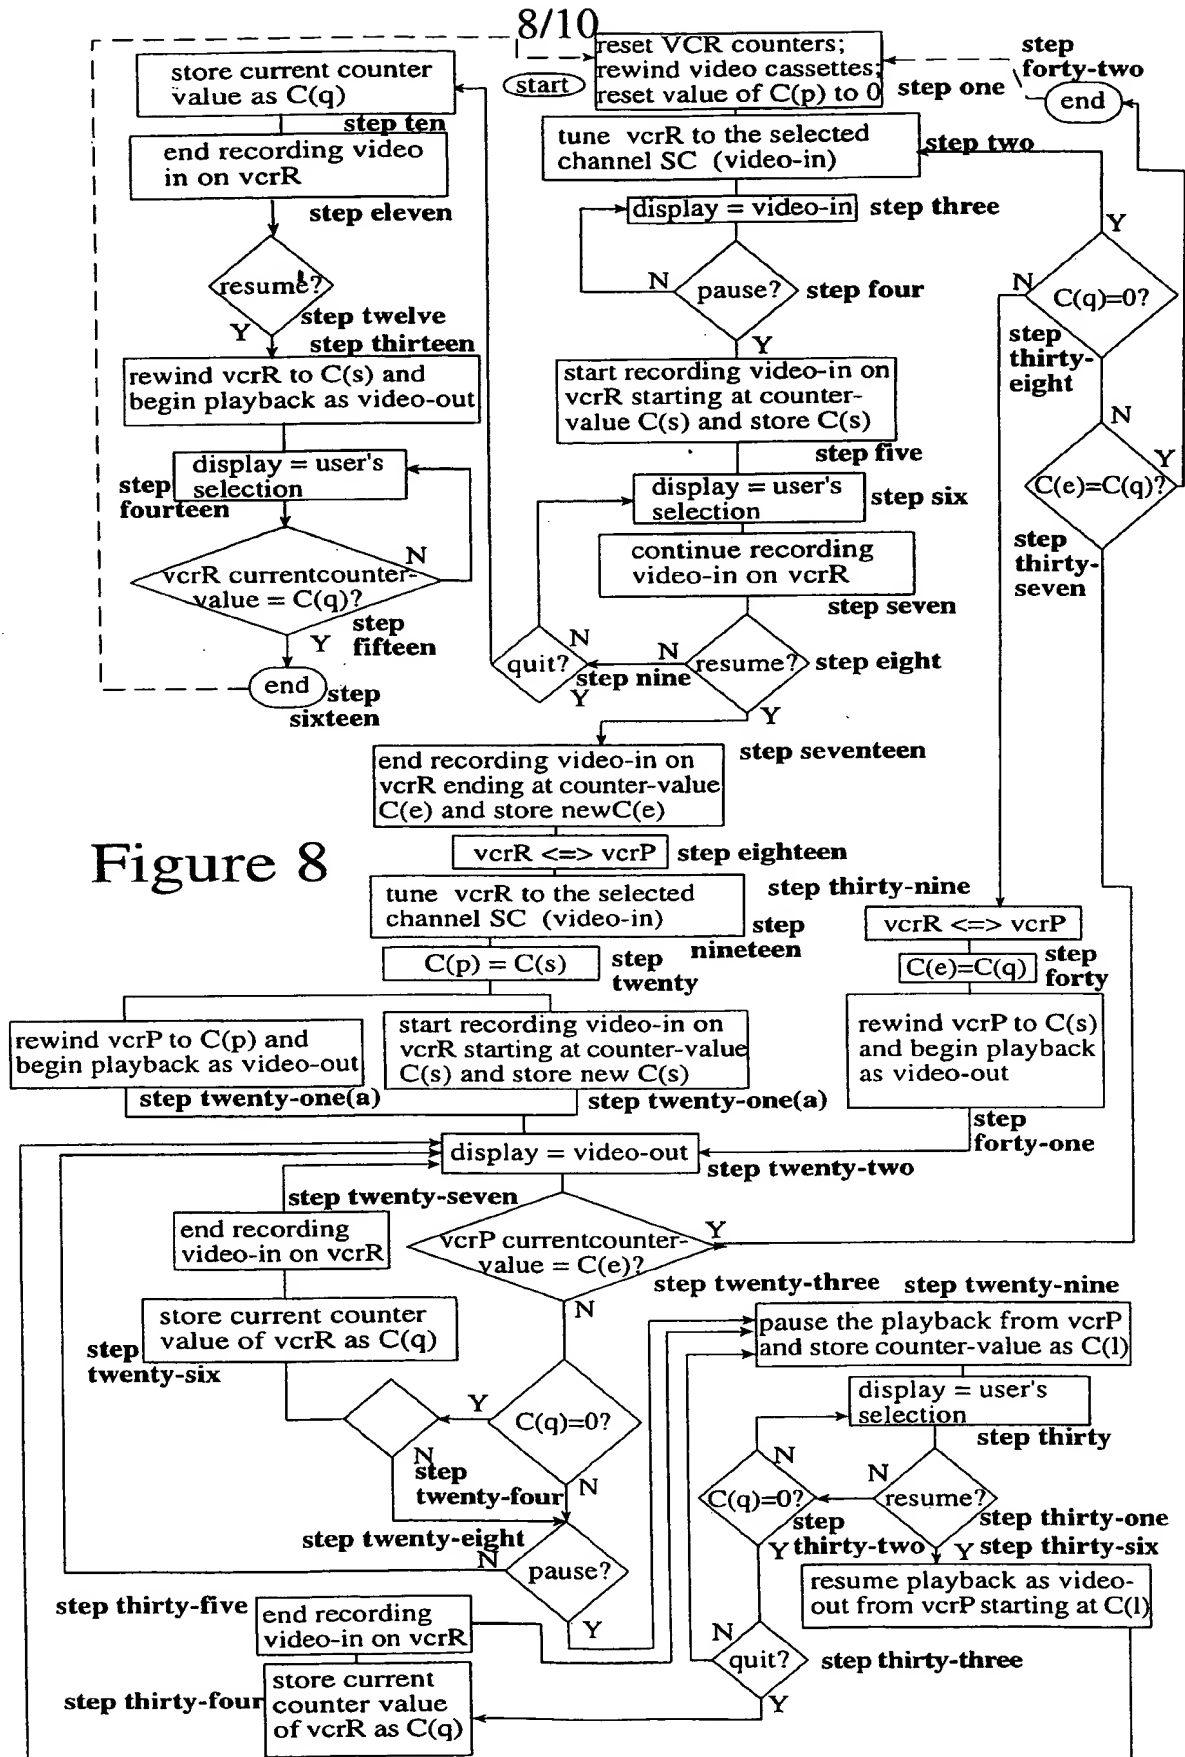 8/10
start
reset VCR counters;
rewind video cassettes;
reset value of C(p) to 0
step one
step
forty-two
end
store current counter
value as C(q)
step ten
end recording video
in on vcrR
step eleven
resume?
Y
step twelve
step thirteen
rewind vcrR to C(s) and
begin playback as video-out
display = user's
selection
step
fourteen
N
vcrR currentcounter-
value = C(q)?
Y
step
fifteen
end
step
sixteen
tune vcrR to the selected
channel SC (video-in)
step two
display = video-in
step three
N
pause?
step four
Y
start recording video-in on
vcrR starting at counter-
value C(s) and store C(s)
step five
display = user's
selection
step six
continue recording
video-in on vcrR
step seven
N
quit?
step nine
Y
N
resume?
step eight
Y
step seventeen
end recording video-in on
vcrR ending at counter-value
C(e) and store newC(e)
Y
N
C(q)=0?
step
thirty-
eight
N
Y
C(e)=C(q)?
step
thirty-
seven
Figure 8
vcrR <=> vcrP
step eighteen
tune vcrR to the selected
channel SC (video-in)
step
nineteen
C(p) = C(s)
step
twenty
step thirty-nine
vcrR <=> vcrP
C(e)=C(q)
step
forty
rewind vcrP to C(p) and
begin playback as video-out
step twenty-one(a)
start recording video-in on
vcrR starting at counter-value
C(s) and store new C(s)
step twenty-one(a)
rewind vcrP to C(s)
and begin playback
as video-out
step
forty-one
display = video-out
step twenty-two
step twenty-seven
end recording
video-in on vcrR
vcrP currentcounter-
value = C(e)?
Y
step twenty-three
N
store current counter
value of vcrR as C(q)
step
twenty-six
Y
C(q)=0?
N
step
twenty-four
N
step twenty-eight
N
pause?
Y
step twenty-nine
pause the playback from vcrP
and store counter-value as C(l)
display = user's
selection
step thirty
N
C(q)=0?
step
thirty-two
Y
N
resume?
step thirty-one
Y
step thirty-six
resume playback as video-
out from vcrP starting at C(l)
N
quit?
step thirty-three
Y
step thirty-five
end recording
video-in on vcrR
step thirty-four
store current
counter value
of vcrR as C(q)